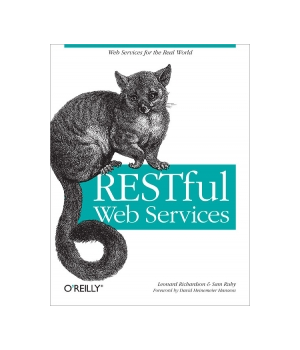 Web Services for the Real World
RESTful
Web Services
O'REILLY®
Leonard Richardson & Sam Ruby
Foreword by David Heinemeier Hansson